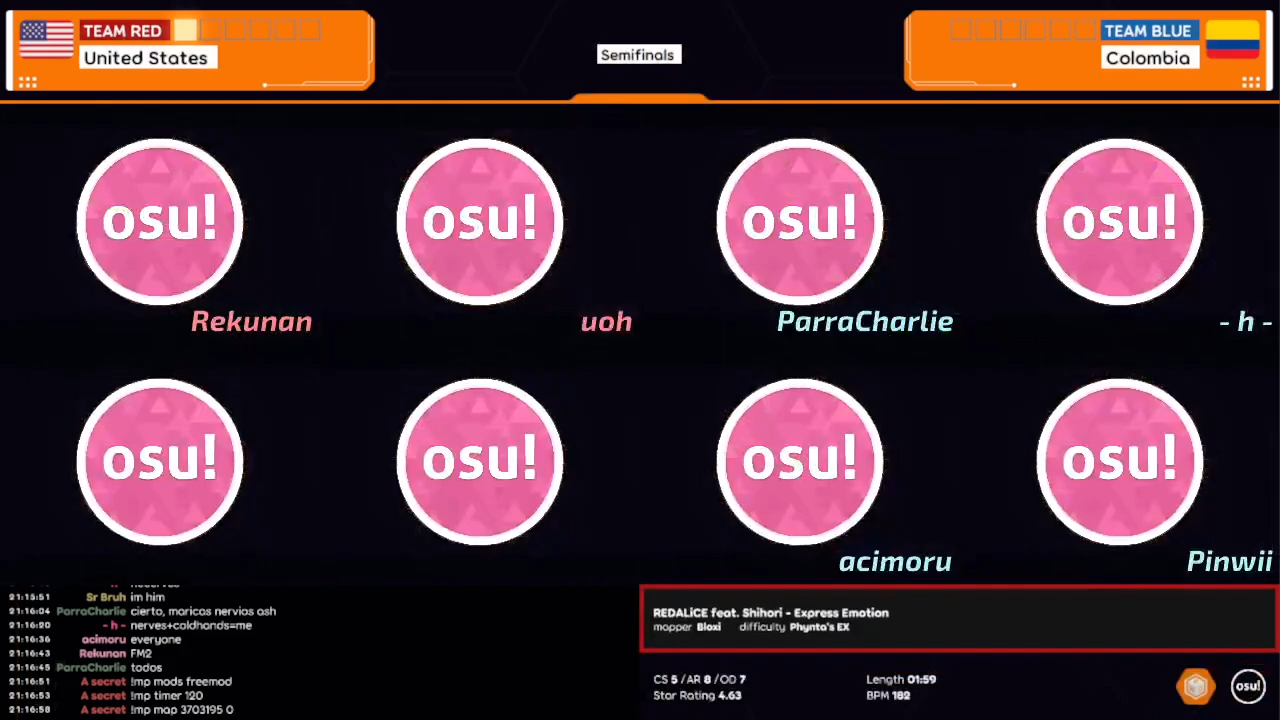 TEAM RED
United States
Semifinals
TEAM BLUE
Colombia
osu!
osu!
osu!
osu!
Rekunan
uoh
ParraCharlie
- h -
osu!
osu!
osu!
osu!
acimoru
Pinwii
21:15:51 Sr Bruh im him
21:16:04 ParraCharlie cierto, maricas nervios ash
21:16:20 - h - nerves+coldhands=me
21:16:36 acimoru everyone
21:16:43 Rekunan FM2
21:16:45 ParraCharlie todos
21:16:51 A secret !mp mods freemod
21:16:53 A secret !mp timer 120
21:16:58 A secret !mp map 3703195 0
REDALiCE feat. Shihori - Express Emotion
mapper Bloxi difficulty Phynta's EX
CS 5 / AR 8 / OD 7
Star Rating 4.63
Length 01:59
BPM 182
osu!